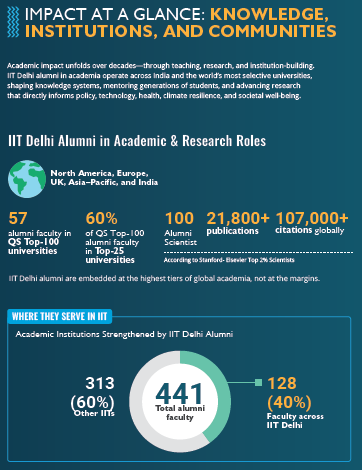 IMPACT AT A GLANCE: KNOWLEDGE,
INSTITUTIONS, AND COMMUNITIES
Academic impact unfolds over decades—through teaching, research, and institution-building.
IIT Delhi alumni in academia operate across India and the world's most selective universities,
shaping knowledge systems, mentoring generations of students, and advancing research
that directly informs policy, technology, health, climate resilience, and societal well-being.
IIT Delhi Alumni in Academic & Research Roles
North America, Europe,
UK, Asia–Pacific, and India
57
alumni faculty in
QS Top-100
universities
60%
of QS Top-100
alumni faculty
in Top-25
universities
100
Alumni
Scientist
21,800+
publications
107,000+
citations globally
According to Stanford- Elsevier Top 2% Scientists
IIT Delhi alumni are embedded at the highest tiers of global academia, not at the margins.
WHERE THEY SERVE IN IIT
Academic Institutions Strengthened by IIT Delhi Alumni
313
(60%)
Other IITs
441
Total alumni
faculty
128
(40%)
Faculty across
IIT Delhi